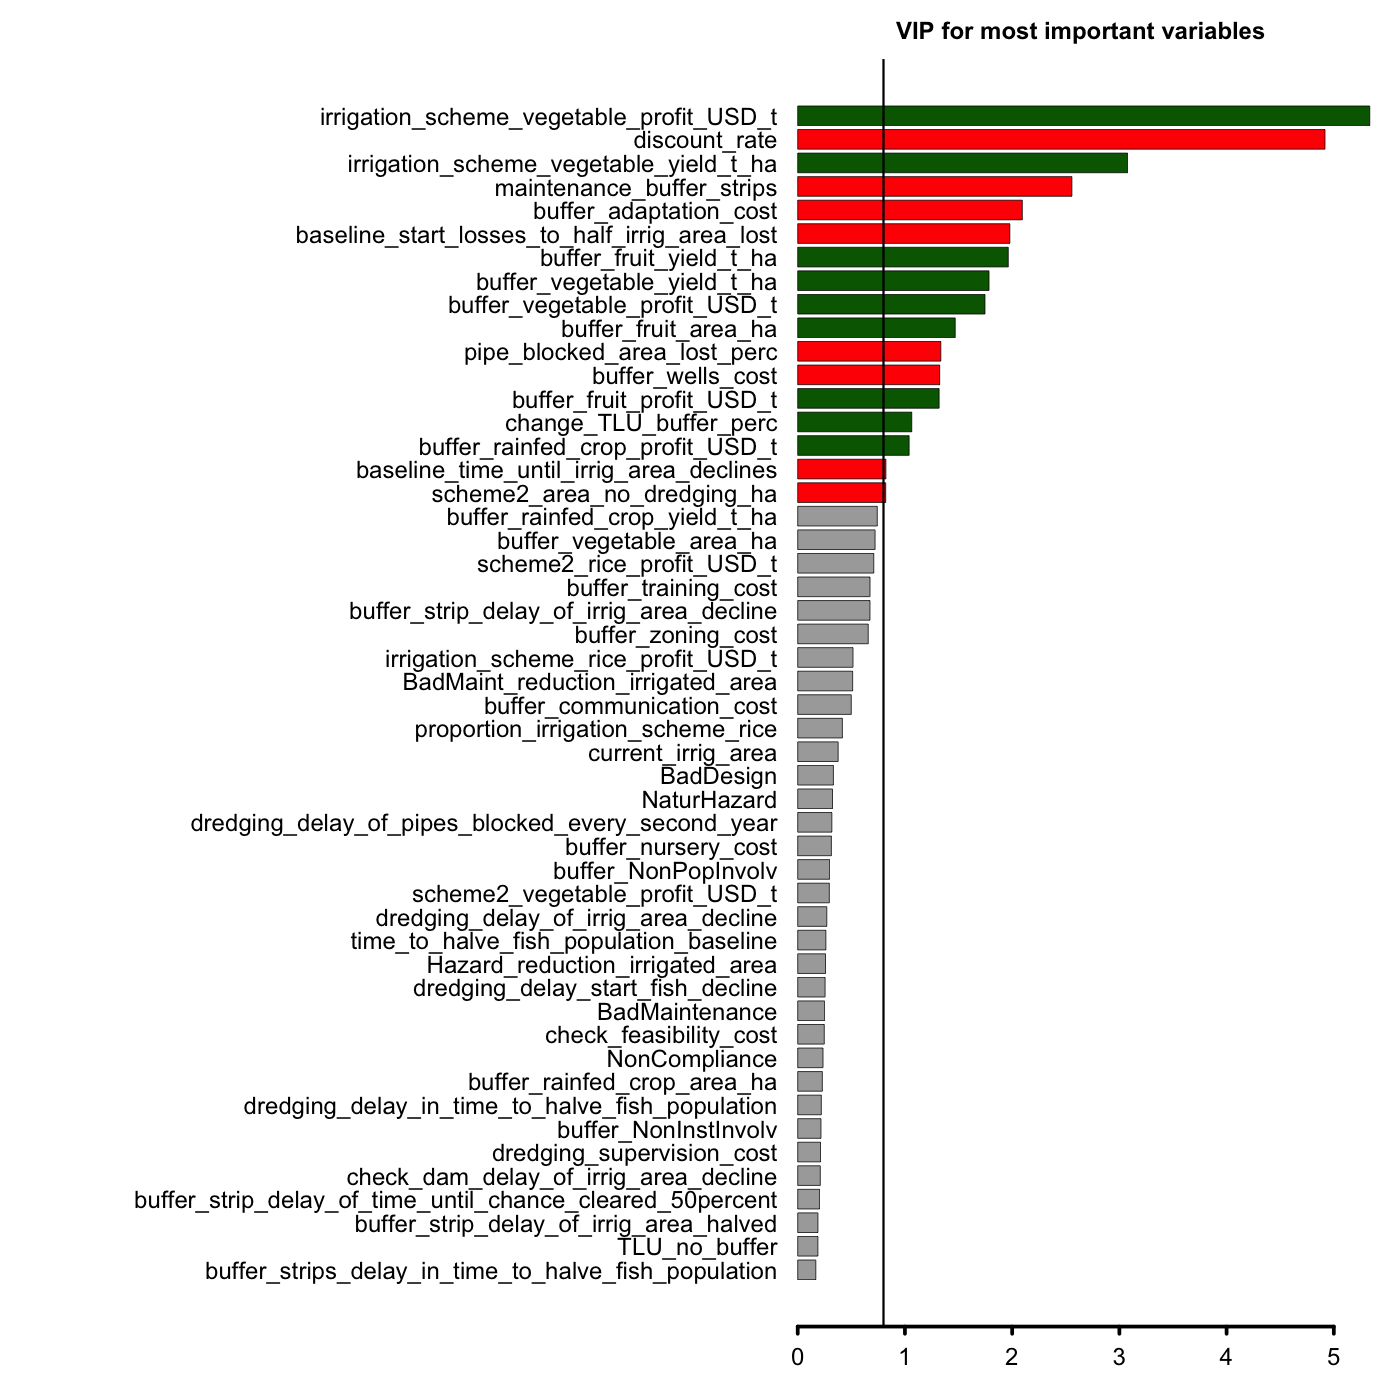 VIP for most important variables
irrigation_scheme_vegetable_profit_USD_t
discount_rate
irrigation_scheme_vegetable_yield_t_ha
maintenance_buffer_strips
buffer_adaptation_cost
baseline_start_losses_to_half_irrig_area_lost
buffer_fruit_yield_t_ha
buffer_vegetable_yield_t_ha
buffer_vegetable_profit_USD_t
buffer_fruit_area_ha
pipe_blocked_area_lost_perc
buffer_wells_cost
buffer_fruit_profit_USD_t
change_TLU_buffer_perc
buffer_rainfed_crop_profit_USD_t
baseline_time_until_irrig_area_declines
scheme2_area_no_dredging_ha
buffer_rainfed_crop_yield_t_ha
buffer_vegetable_area_ha
scheme2_rice_profit_USD_t
buffer_training_cost
buffer_strip_delay_of_irrig_area_decline
buffer_zoning_cost
irrigation_scheme_rice_profit_USD_t
BadMaint_reduction_irrigated_area
buffer_communication_cost
proportion_irrigation_scheme_rice
current_irrig_area
BadDesign
NaturHazard
dredging_delay_of_pipes_blocked_every_second_year
buffer_nursery_cost
buffer_NonPopInvolv
scheme2_vegetable_profit_USD_t
dredging_delay_of_irrig_area_decline
time_to_halve_fish_population_baseline
Hazard_reduction_irrigated_area
dredging_delay_start_fish_decline
BadMaintenance
check_feasibility_cost
NonCompliance
buffer_rainfed_crop_area_ha
dredging_delay_in_time_to_halve_fish_population
buffer_NonInstInvolv
dredging_supervision_cost
check_dam_delay_of_irrig_area_decline
buffer_strip_delay_of_time_until_chance_cleared_50percent
buffer_strip_delay_of_irrig_area_halved
TLU_no_buffer
buffer_strips_delay_in_time_to_halve_fish_population
0 1 2 3 4 5